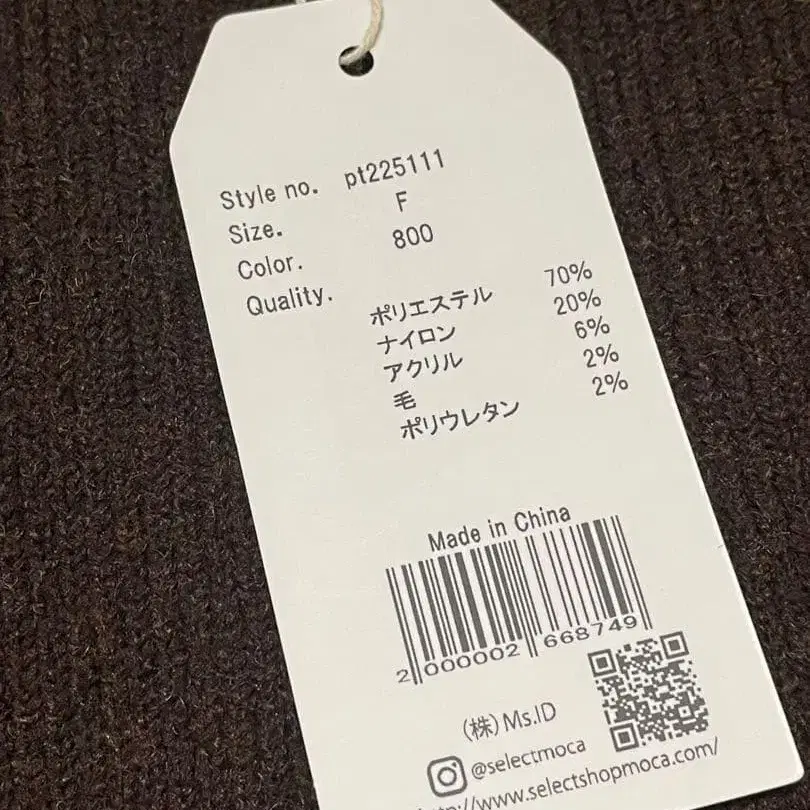 Style no. pt225111
Size. F
Color. 800
Quality.
ポリエステル 70%
ナイロン 20%
アクリル 6%
毛 2%
ポリウレタン 2%
Made in China
2 000002 668749
(株)Ms.ID
@selectmoca
http://www.selectshopmoca.com/